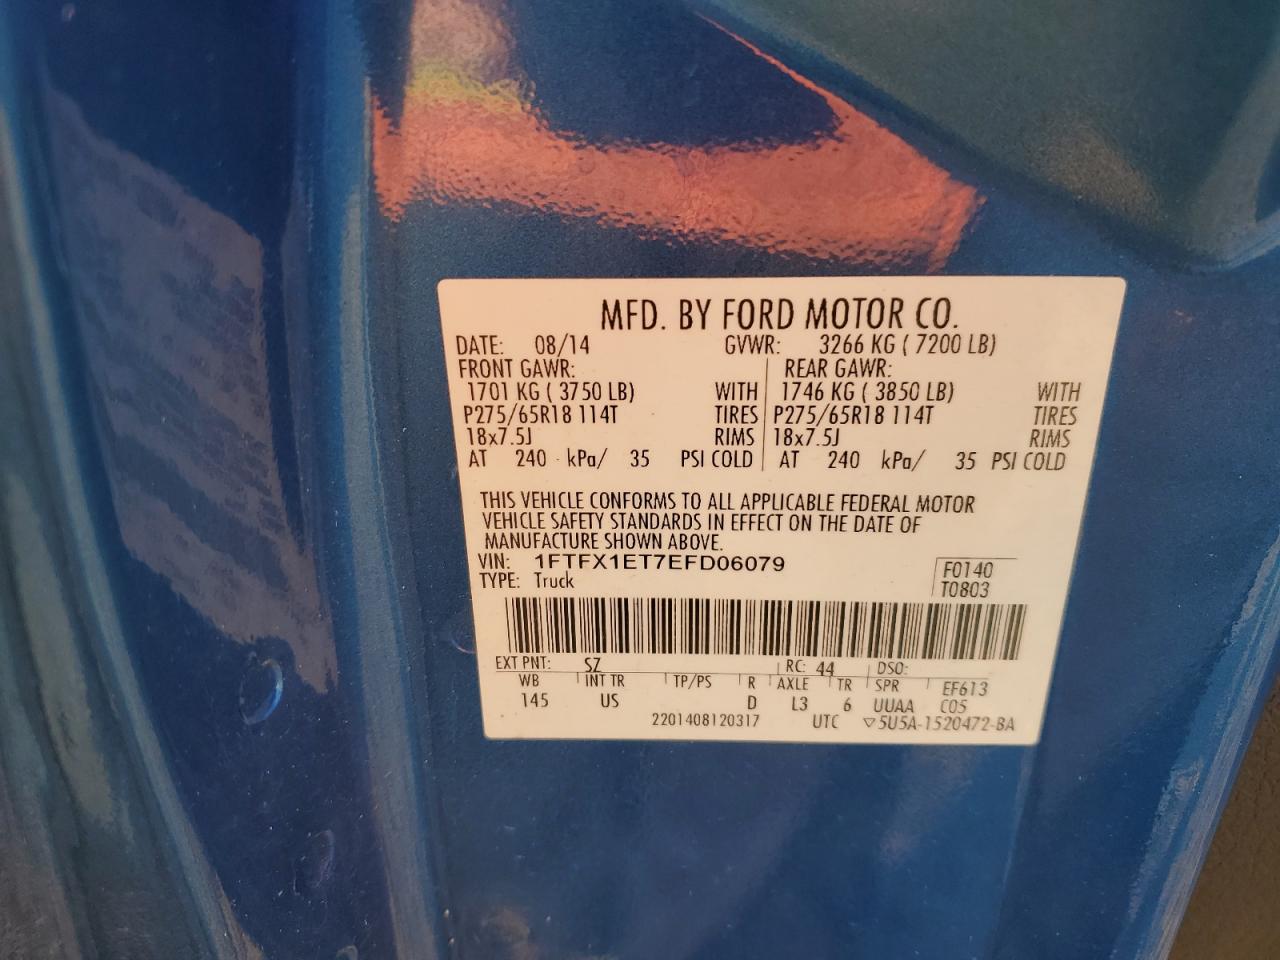 MFD. BY FORD MOTOR CO.
DATE: 08/14 GVWR: 3266 KG ( 7200 LB)
FRONT GAWR: REAR GAWR:
1701 KG ( 3750 LB) WITH 1746 KG ( 3850 LB) WITH
P275/65R18 114T TIRES P275/65R18 114T TIRES
18x7.5J RIMS 18x7.5J RIMS
AT 240 kPa/ 35 PSI COLD AT 240 kPa/ 35 PSI COLD
THIS VEHICLE CONFORMS TO ALL APPLICABLE FEDERAL MOTOR
VEHICLE SAFETY STANDARDS IN EFFECT ON THE DATE OF
MANUFACTURE SHOWN ABOVE.
VIN: 1FTFX1ET7EFD06079
TYPE: Truck
F0140
T0803
EXT PNT: SZ RC: 44 DSO:
WB INT TR TP/PS R AXLE TR SPR EF613
145 US D L3 6 UUAA C05
2201408120317 UTC ▽5U5A-1520472-BA